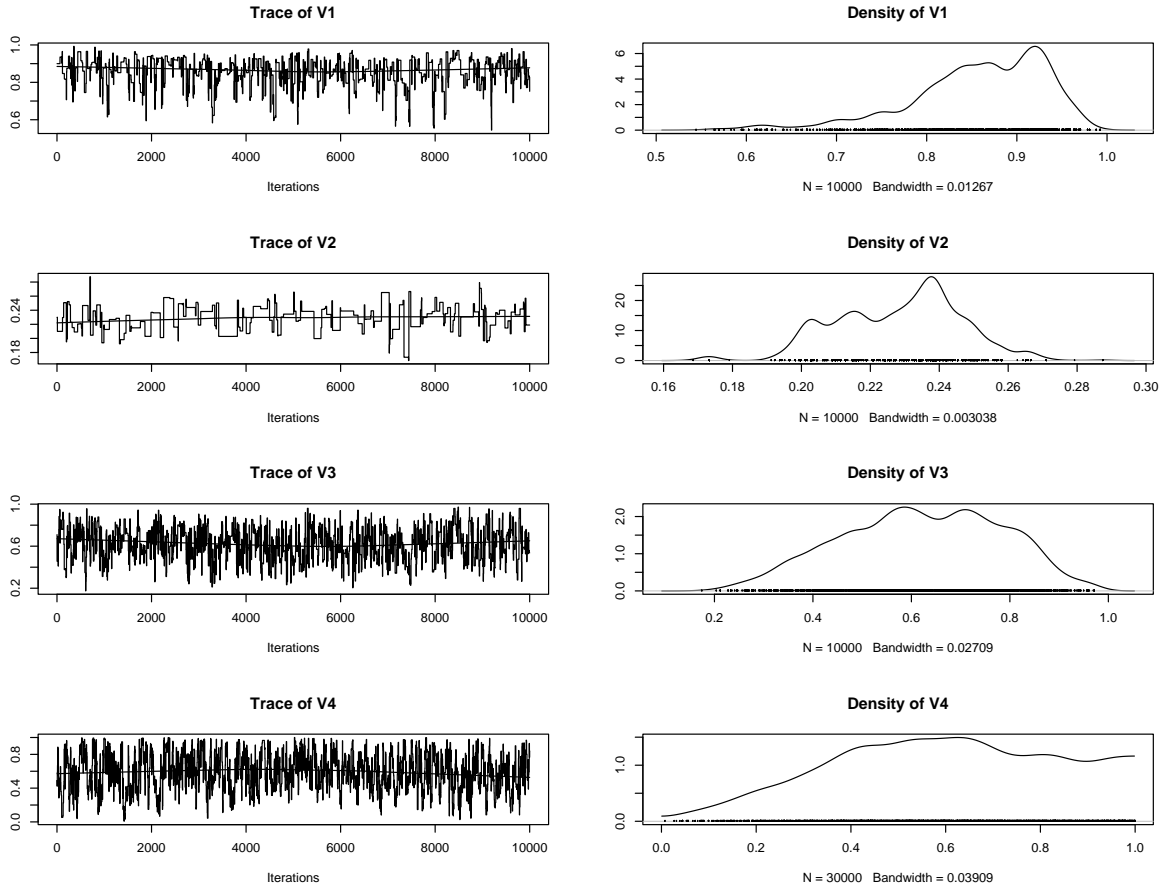 Trace of V1
1.0
0.8
0.6
0 2000 4000 6000 8000 10000
Iterations
Density of V1
6
4
2
0
0.5 0.6 0.7 0.8 0.9 1.0
N = 10000 Bandwidth = 0.01267
Trace of V2
0.24
0.18
0 2000 4000 6000 8000 10000
Iterations
Density of V2
20
10
0
0.16 0.18 0.20 0.22 0.24 0.26 0.28 0.30
N = 10000 Bandwidth = 0.003038
Trace of V3
1.0
0.6
0.2
0 2000 4000 6000 8000 10000
Iterations
Density of V3
2.0
1.0
0.0
0.2 0.4 0.6 0.8 1.0
N = 10000 Bandwidth = 0.02709
Trace of V4
0.8
0.4
0.0
0 2000 4000 6000 8000 10000
Iterations
Density of V4
1.0
0.0
0.0 0.2 0.4 0.6 0.8 1.0
N = 30000 Bandwidth = 0.03909